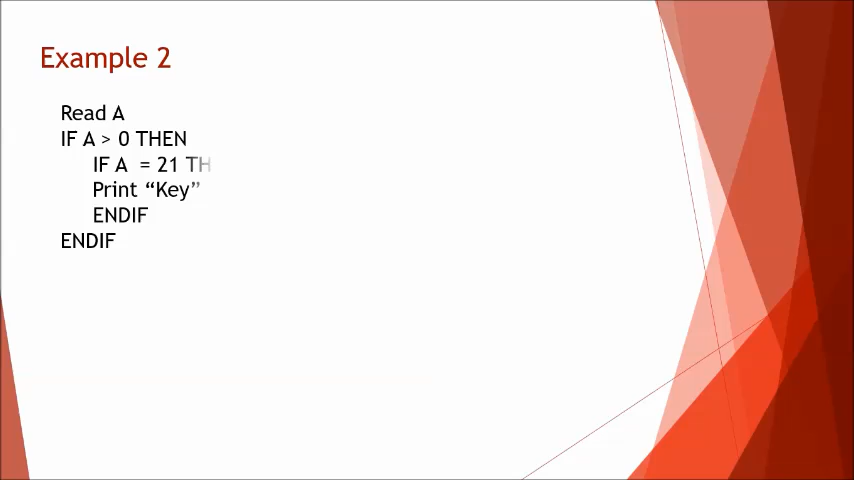 Example 2
Read A
IF A > 0 THEN
IF A = 21 TH
Print “Key”
ENDIF
ENDIF